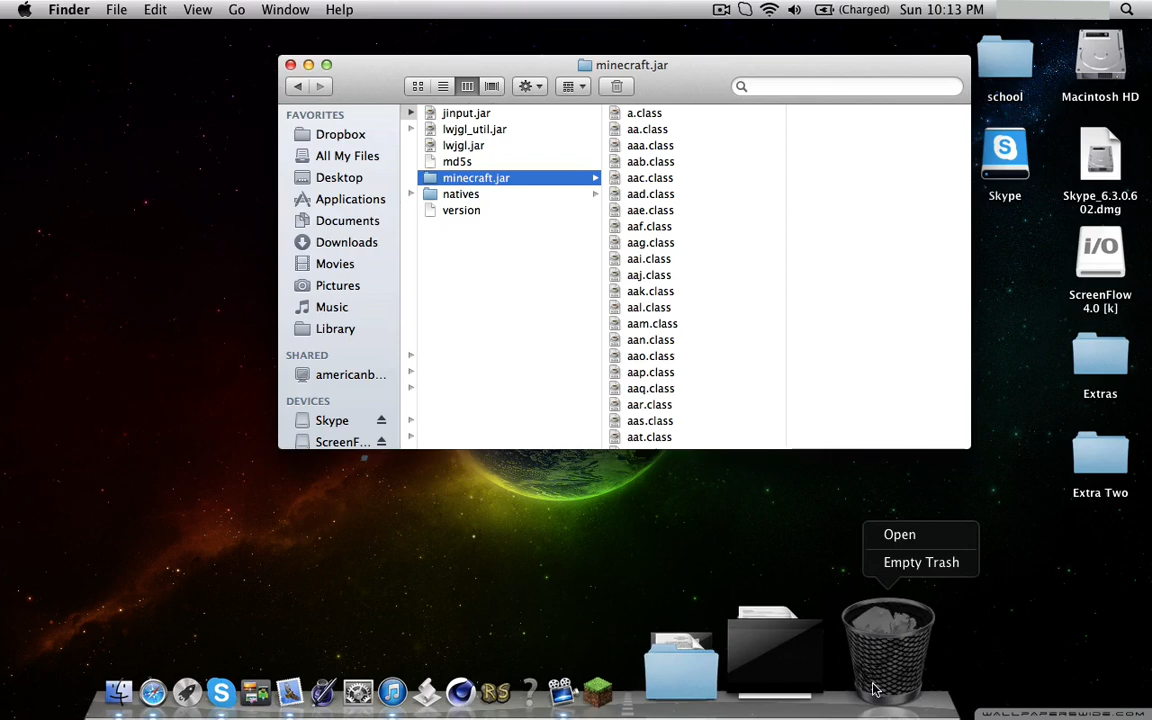 Finder File Edit View Go Window Help (Charged) Sun 10:13 PM
minecraft.jar
FAVORITES
Dropbox
All My Files
Desktop
Applications
Documents
Downloads
Movies
Pictures
Music
Library
SHARED
americanb...
DEVICES
Skype
ScreenF...
jinput.jar
lwjgl_util.jar
lwjgl.jar
md5s
minecraft.jar
natives
version
a.class
aa.class
aaa.class
aab.class
aac.class
aad.class
aae.class
aaf.class
aag.class
aai.class
aaj.class
aak.class
aal.class
aam.class
aan.class
aao.class
aap.class
aaq.class
aar.class
aas.class
aat.class
school
Macintosh HD
Skype
Skype_6.3.0.6
02.dmg
I/O
ScreenFlow
4.0 [k]
Extras
Extra Two
Open
Empty Trash
RS
?
WALLPAPERSWIDE.COM